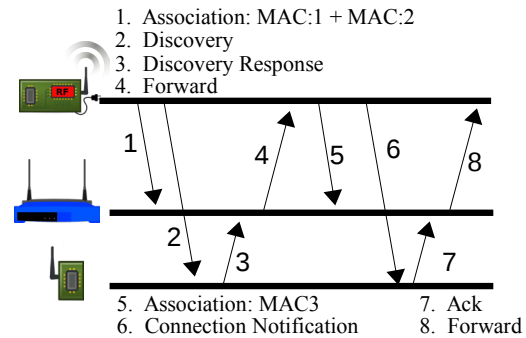 1. Association: MAC:1 + MAC:2
2. Discovery
3. Discovery Response
4. Forward
RF
1
2
3
4
5
6
7
8
5. Association: MAC3
6. Connection Notification
7. Ack
8. Forward